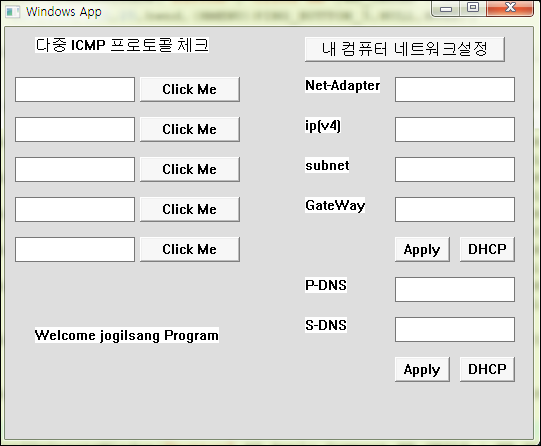 Windows App
다중 ICMP 프로토콜 체크
Click Me
Click Me
Click Me
Click Me
Click Me
Welcome jogilsang Program
내 컴퓨터 네트워크설정
Net-Adapter
ip(v4)
subnet
GateWay
Apply DHCP
P-DNS
S-DNS
Apply DHCP